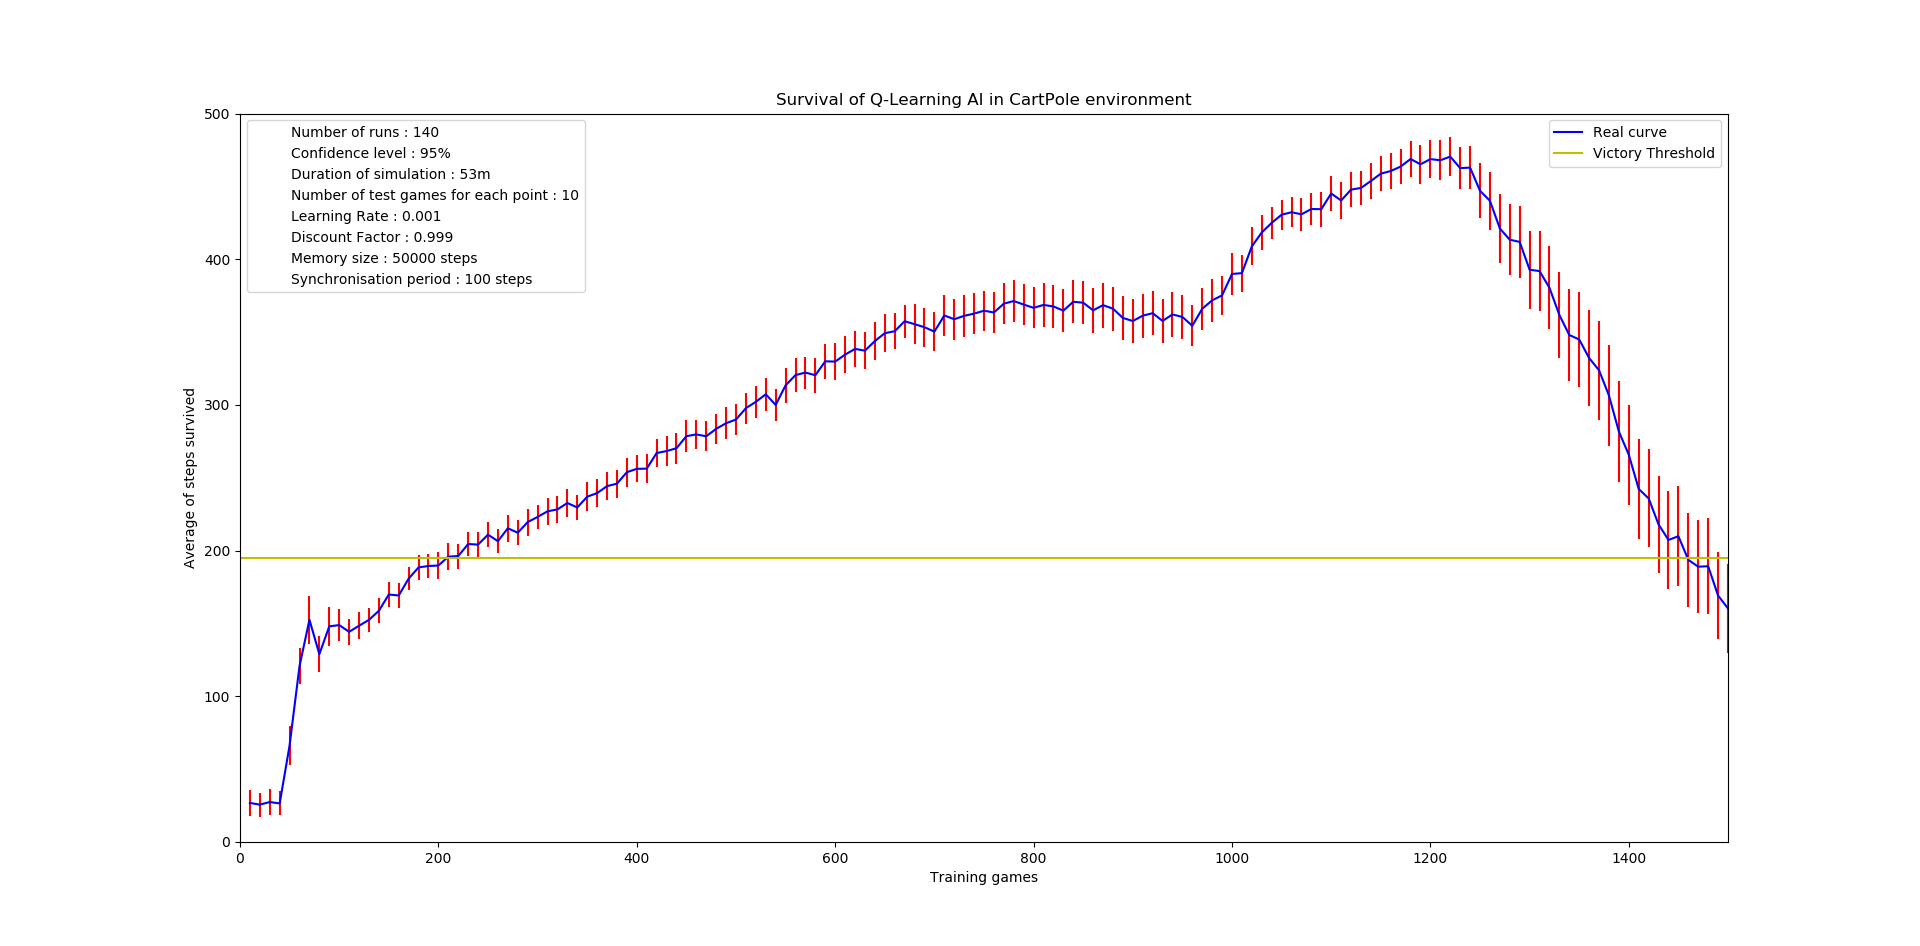 Survival of Q-Learning AI in CartPole environment
Number of runs : 140
Confidence level : 95%
Duration of simulation : 53m
Number of test games for each point : 10
Learning Rate : 0.001
Discount Factor : 0.999
Memory size : 50000 steps
Synchronisation period : 100 steps
Real curve
Victory Threshold
Average of steps survived
500
400
300
200
100
0
0 200 400 600 800 1000 1200 1400
Training games